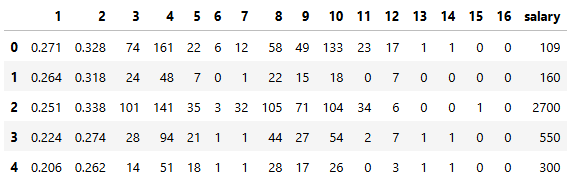 1 2 3 4 5 6 7 8 9 10 11 12 13 14 15 16 salary
0 0.271 0.328 74 161 22 6 12 58 49 133 23 17 1 1 0 0 109
1 0.264 0.318 24 48 7 0 1 22 15 18 0 7 0 0 0 0 160
2 0.251 0.338 101 141 35 3 32 105 71 104 34 6 0 0 1 0 2700
3 0.224 0.274 28 94 21 1 1 44 27 54 2 7 1 1 0 0 550
4 0.206 0.262 14 51 18 1 1 28 17 26 0 3 1 1 0 0 300